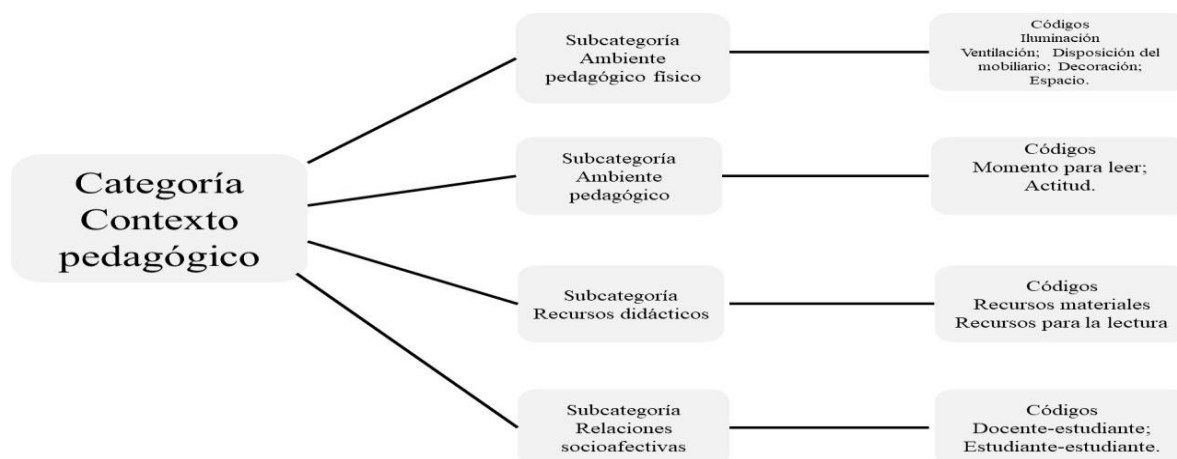 Categoría
Contexto
pedagógico
Subcategoría
Ambiente
pedagógico físico
Códigos
Iluminación
Ventilación; Disposición del
mobiliario; Decoración;
Espacio.
Subcategoría
Ambiente
pedagógico
Códigos
Momento para leer;
Actitud.
Subcategoría
Recursos didácticos
Códigos
Recursos materiales
Recursos para la lectura
Subcategoría
Relaciones
socioafectivas
Códigos
Docente-estudiante;
Estudiante-estudiante.